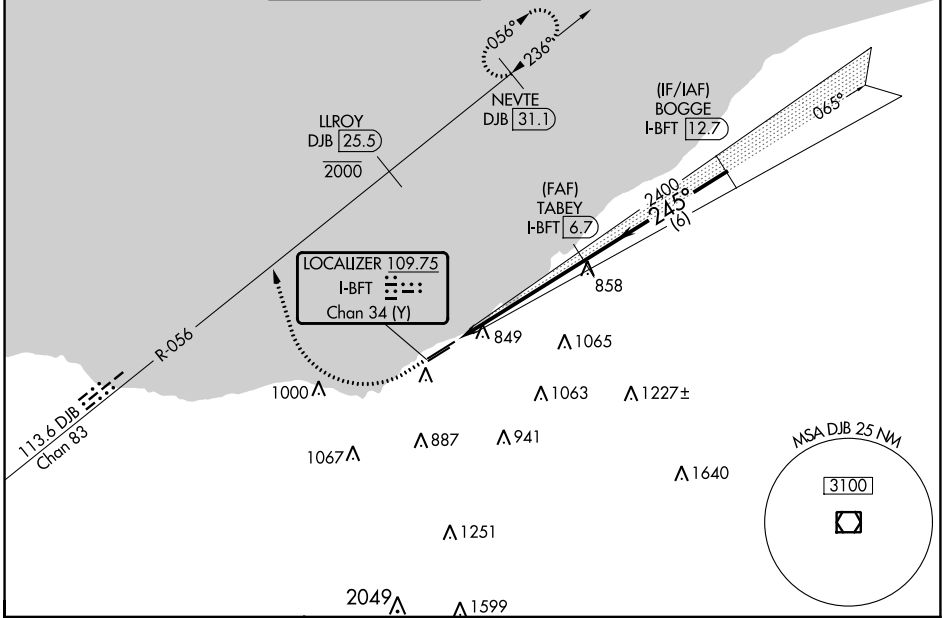 056°
236°
NEVTE
DJB 31.1
LLROY
DJB 25.5
2000
(IF/IAF)
BOGGE
I-BFT 12.7
065°
(FAF)
TABEY
I-BFT 6.7
2400
245°
(6)
LOCALIZER 109.75
I-BFT
Chan 34 (Y)
858
849
1065
R-056
1000
1063
1227±
113.6 DJB
Chan 83
887
941
1067
1640
MSA DJB 25 NM
3100
1251
2049
1599